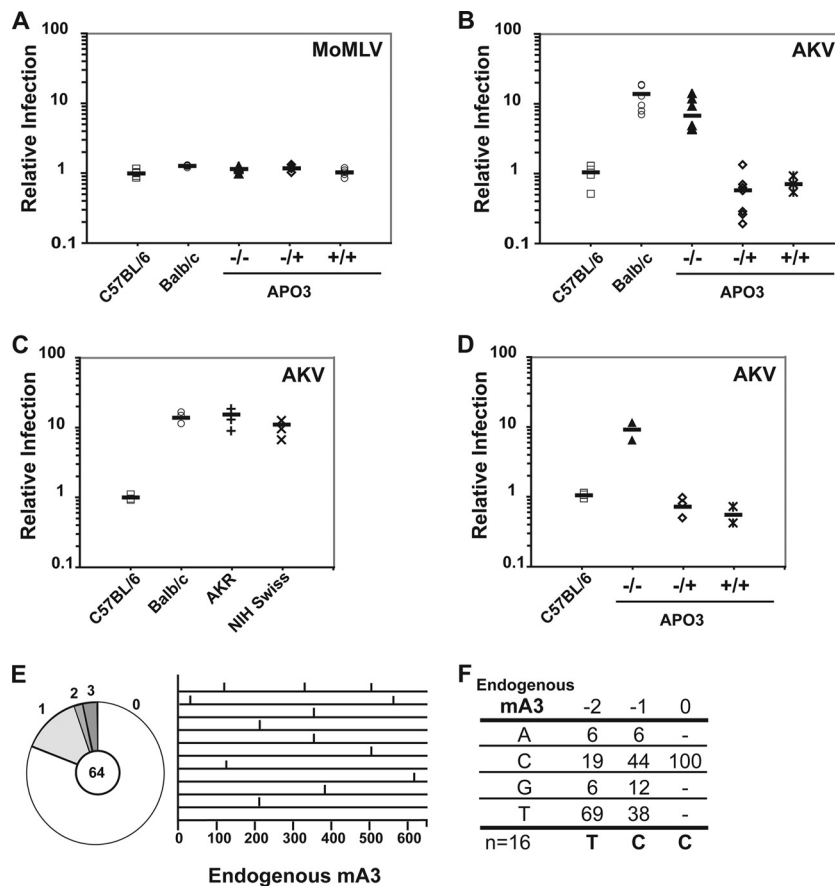 A
MoMLV
Relative Infection
100
10
1
0.1
C57BL/6
Balb/c
-/-
-/+
+/+
APO3
B
AKV
Relative Infection
100
10
1
0.1
C57BL/6
Balb/c
-/-
-/+
+/+
APO3
C
AKV
Relative Infection
100
10
1
0.1
C57BL/6
Balb/c
AKR
NIH Swiss
D
AKV
Relative Infection
100
10
1
0.1
C57BL/6
-/-
-/+
+/+
APO3
E
1
2
3
0
64
0 100 200 300 400 500 600
Endogenous mA3
F
Endogenous
mA3 -2 -1 0
A 6 6 -
C 19 44 100
G 6 12 -
T 69 38 -
n=16 T C C